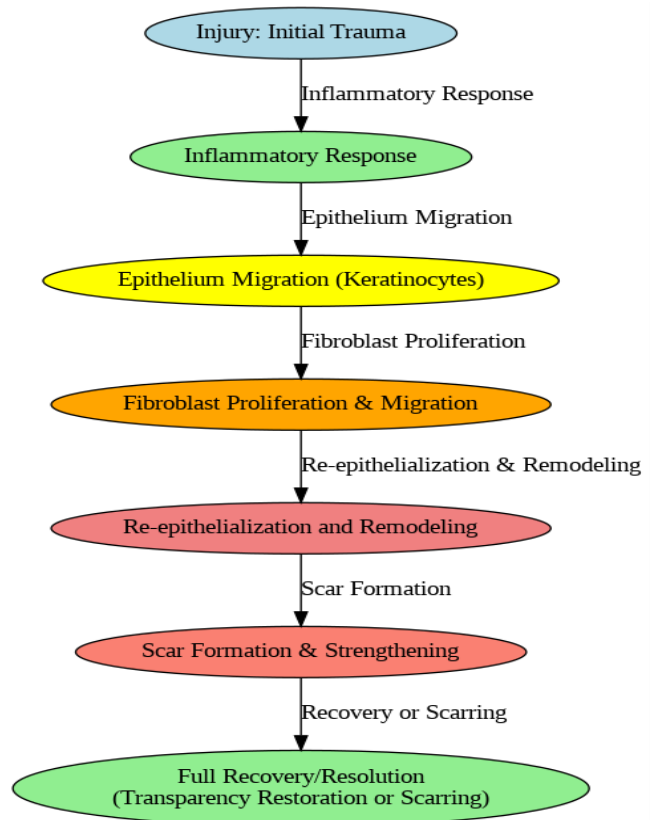 Injury: Initial Trauma
Inflammatory Response
Inflammatory Response
Epithelium Migration
Epithelium Migration (Keratinocytes)
Fibroblast Proliferation
Fibroblast Proliferation & Migration
Re-epithelialization & Remodeling
Re-epithelialization and Remodeling
Scar Formation
Scar Formation & Strengthening
Recovery or Scarring
Full Recovery/Resolution
(Transparency Restoration or Scarring)